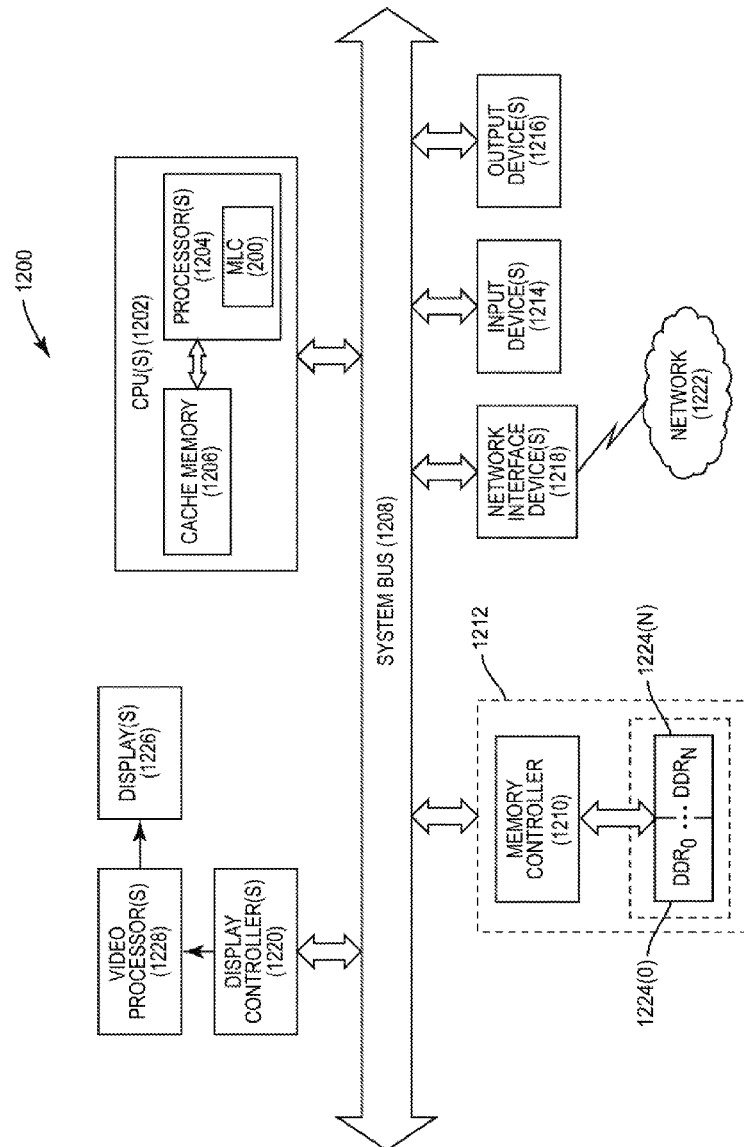 1200
CPU(S) (1202)
CACHE MEMORY
(1206)
PROCESSOR(S)
(1204)
MLC
(200)
VIDEO
PROCESSOR(S)
(1228)
DISPLAY(S)
(1226)
DISPLAY
CONTROLLER(S)
(1220)
SYSTEM BUS (1208)
1212
MEMORY
CONTROLLER
(1210)
DDR0 ••• DDRN
1224(0)
1224(N)
NETWORK
INTERFACE
DEVICE(S)
(1218)
INPUT
DEVICE(S)
(1214)
OUTPUT
DEVICE(S)
(1216)
NETWORK
(1222)